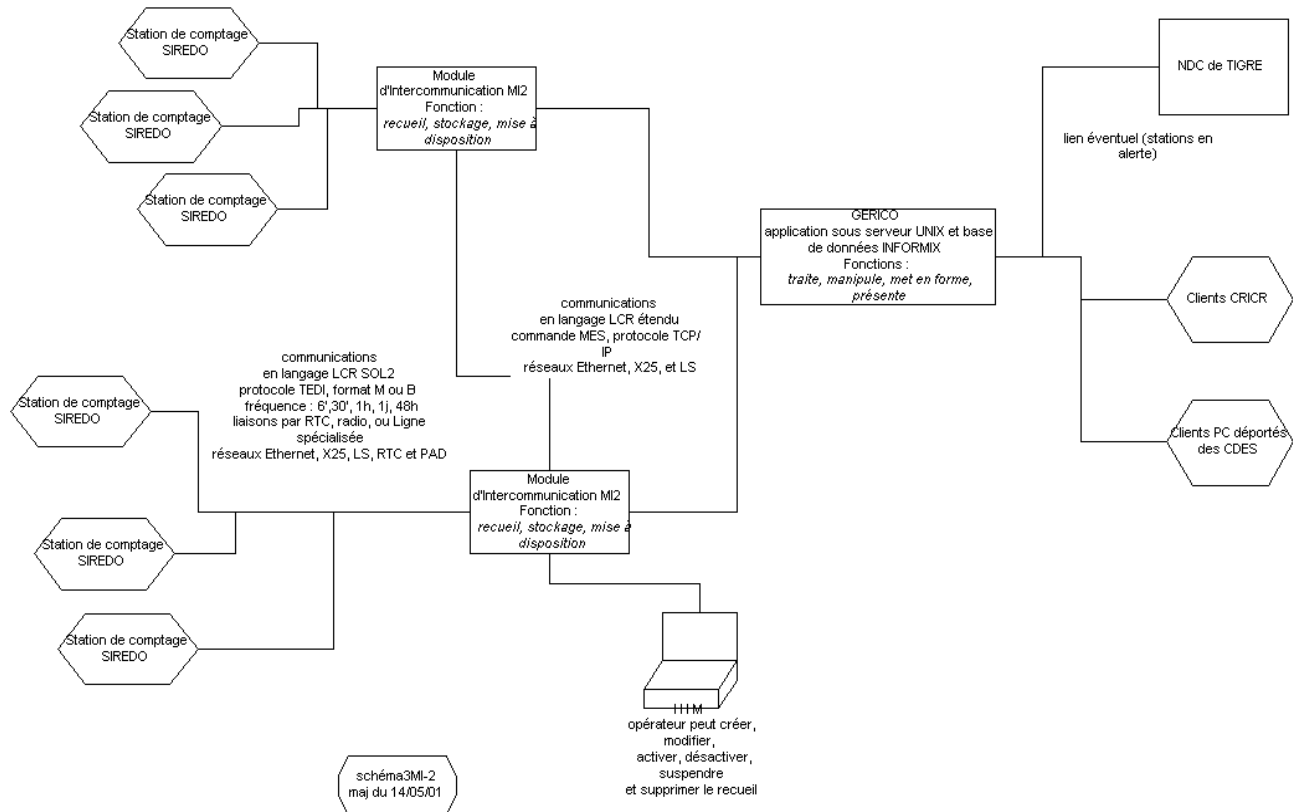 Station de comptage
SIREDO
Station de comptage
SIREDO
Station de comptage
SIREDO
Module
d'Intercommunication MI2
Fonction :
recueil, stockage, mise à
disposition
NDC de TIGRE
lien éventuel (stations en
alerte)
GERICO
application sous serveur UNIX et base
de données INFORMIX
Fonctions :
traite, manipule, met en forme,
présente
Clients CRICR
Clients PC déportés
des CDES
communications
en langage LCR étendu
commande MES, protocole TCP/
IP
réseaux Ethernet, X25, et LS
communications
en langage LCR SOL2
protocole TEDI, format M ou B
fréquence : 6',30', 1h, 1j, 48h
liaisons par RTC, radio, ou Ligne
spécialisée
réseaux Ethernet, X25, LS, RTC et PAD
Station de comptage
SIREDO
Station de comptage
SIREDO
Station de comptage
SIREDO
Module
d'Intercommunication MI2
Fonction :
recueil, stockage, mise à
disposition
opérateur peut créer,
modifier,
activer, désactiver,
suspendre
et supprimer le recueil
schéma3MI-2
maj du 14/05/01